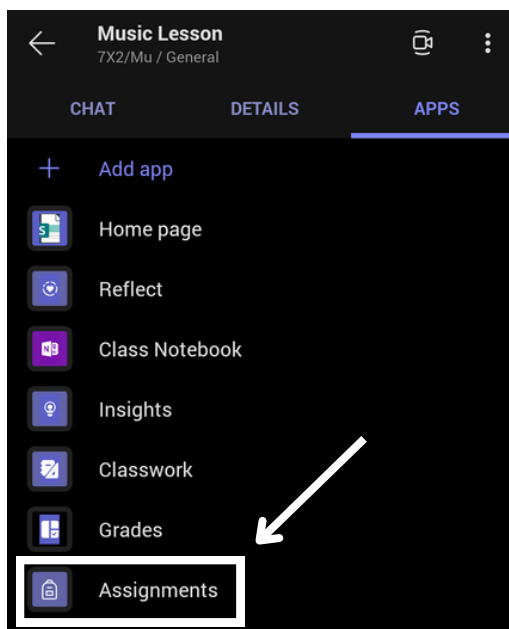 Music Lesson
7X2/Mu / General
CHAT DETAILS APPS
Add app
S
Home page
Reflect
N
Class Notebook
Insights
Classwork
Grades
Assignments